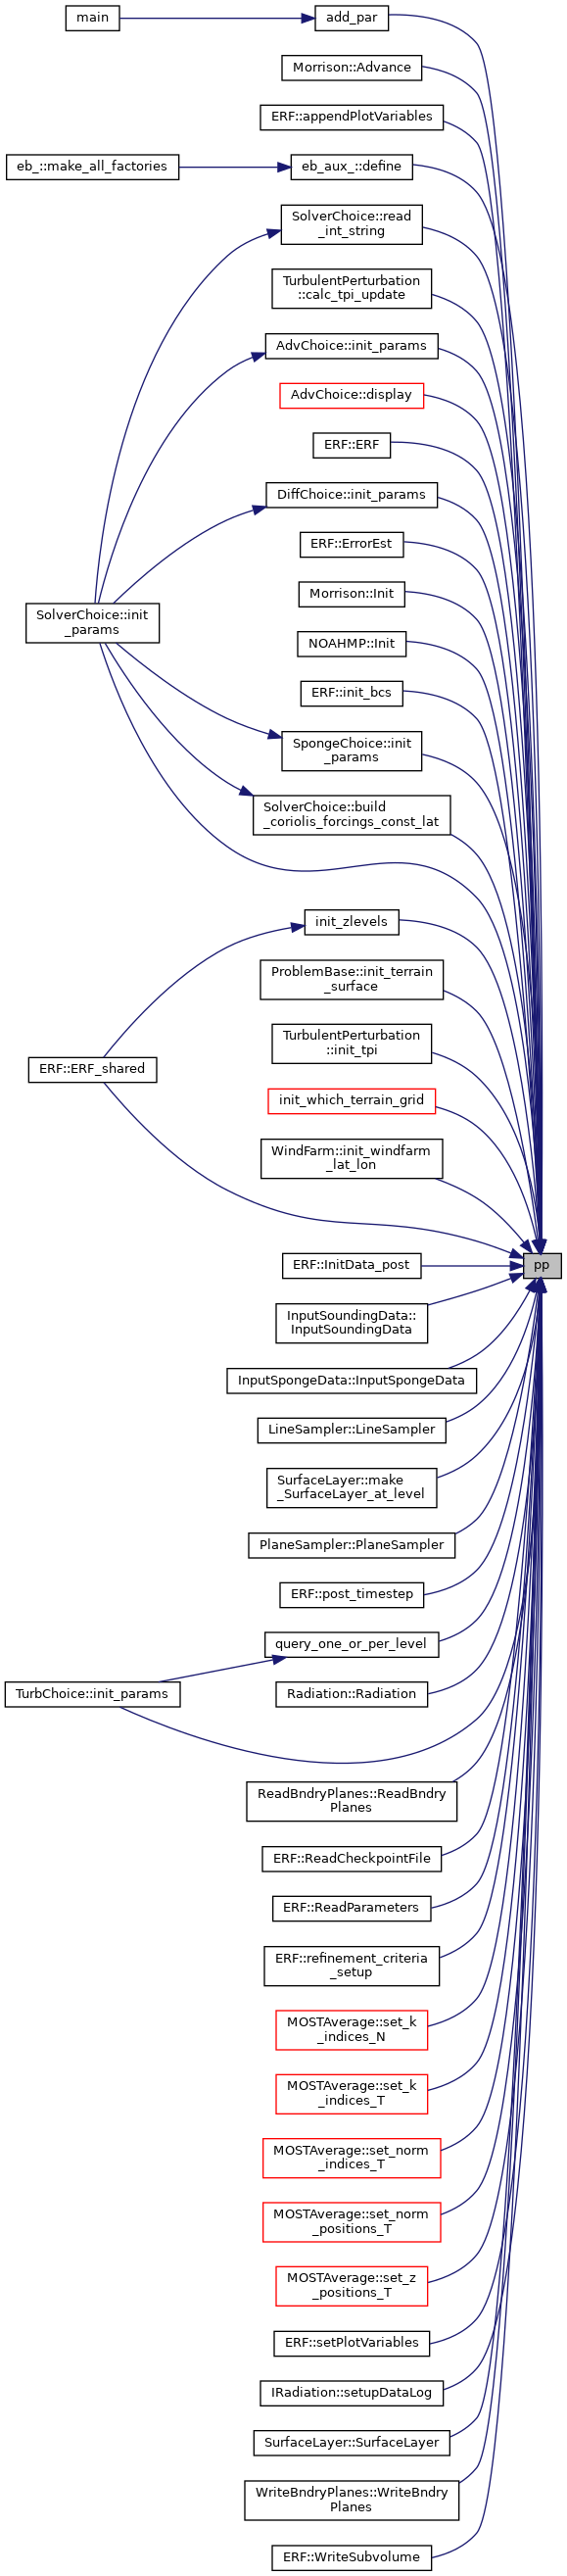 main
add_par
Morrison::Advance
ERF::appendPlotVariables
eb_::make_all_factories
eb_aux_::define
SolverChoice::read
_int_string
TurbulentPerturbation
::calc_tpi_update
AdvChoice::init_params
AdvChoice::display
ERF::ERF
DiffChoice::init_params
ERF::ErrorEst
Morrison::Init
SolverChoice::init
_params
NOAHMP::Init
ERF::init_bcs
SpongeChoice::init
_params
SolverChoice::build
_coriolis_forcings_const_lat
init_zlevels
ProblemBase::init_terrain
_surface
TurbulentPerturbation
::init_tpi
ERF::ERF_shared
init_which_terrain_grid
WindFarm::init_windfarm
_lat_lon
ERF::InitData_post
pp
InputSoundingData::
InputSoundingData
InputSpongeData::InputSpongeData
LineSampler::LineSampler
SurfaceLayer::make
_SurfaceLayer_at_level
PlaneSampler::PlaneSampler
ERF::post_timestep
query_one_or_per_level
TurbChoice::init_params
Radiation::Radiation
ReadBndryPlanes::ReadBndry
Planes
ERF::ReadCheckpointFile
ERF::ReadParameters
ERF::refinement_criteria
_setup
MOSTAverage::set_k
_indices_N
MOSTAverage::set_k
_indices_T
MOSTAverage::set_norm
_indices_T
MOSTAverage::set_norm
_positions_T
MOSTAverage::set_z
_positions_T
ERF::setPlotVariables
IRadiation::setupDataLog
SurfaceLayer::SurfaceLayer
WriteBndryPlanes::WriteBndry
Planes
ERF::WriteSubvolume